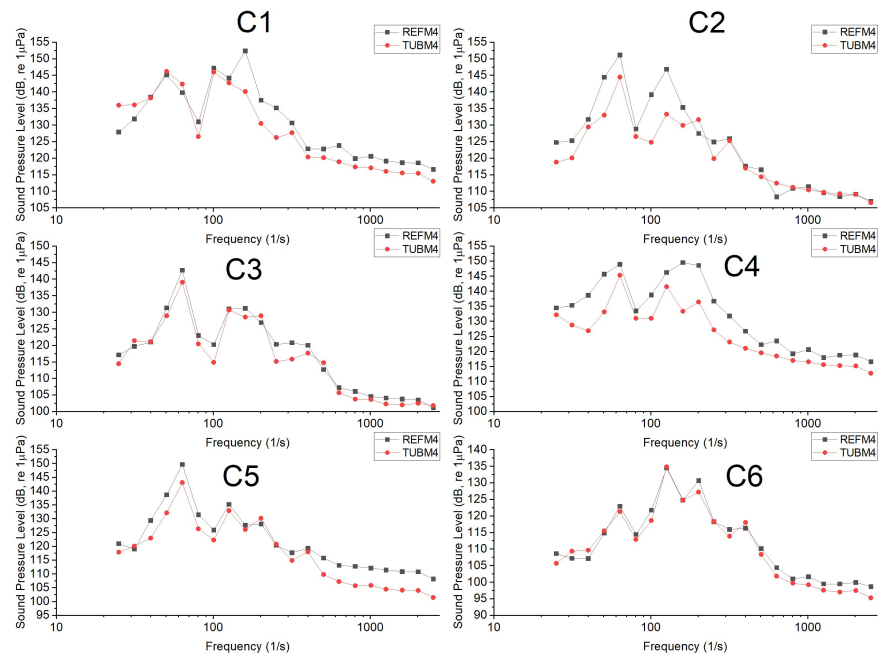 C1
REFM4
TUBM4
Sound Pressure Level (dB, re 1µPa)
155
150
145
140
135
130
125
120
115
110
105
10
100
1000
Frequency (1/s)
C2
REFM4
TUBM4
Sound Pressure Level (dB, re 1µPa)
155
150
145
140
135
130
125
120
115
110
105
10
100
1000
Frequency (1/s)
C3
REFM4
TUBM4
Sound Pressure Level (dB, re 1µPa)
150
145
140
135
130
125
120
115
110
105
100
10
100
1000
Frequency (1/s)
C4
REFM4
TUBM4
Sound Pressure Level (dB, re 1µPa)
155
150
145
140
135
130
125
120
115
110
105
100
10
100
1000
Frequency (1/s)
C5
REFM4
TUBM4
Sound Pressure Level (dB, re 1µPa)
155
150
145
140
135
130
125
120
115
110
105
100
95
10
100
1000
Frequency (1/s)
C6
REFM4
TUBM4
Sound Pressure Level (dB, re 1µPa)
140
135
130
125
120
115
110
105
100
95
90
10
100
1000
Frequency (1/s)